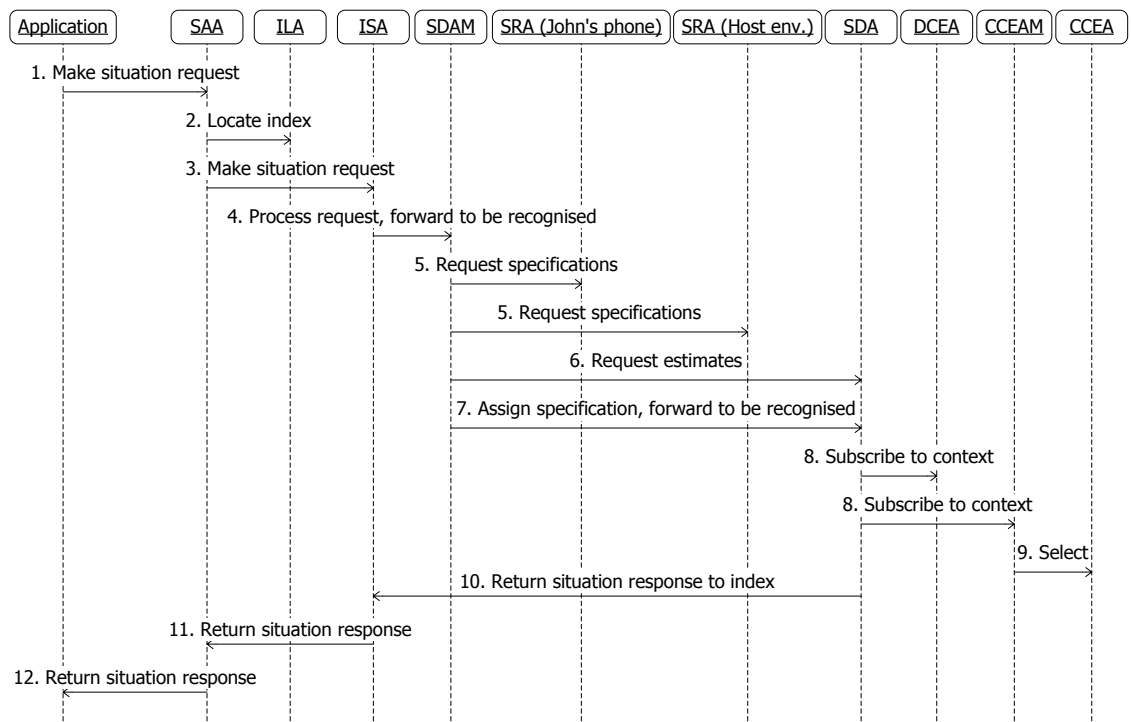 Application SAA ILA ISA SDAM SRA (John's phone) SRA (Host env.) SDA DCEA CCEAM CCEA
1. Make situation request
2. Locate index
3. Make situation request
4. Process request, forward to be recognised
5. Request specifications
5. Request specifications
6. Request estimates
7. Assign specification, forward to be recognised
8. Subscribe to context
8. Subscribe to context
9. Select
10. Return situation response to index
11. Return situation response
12. Return situation response